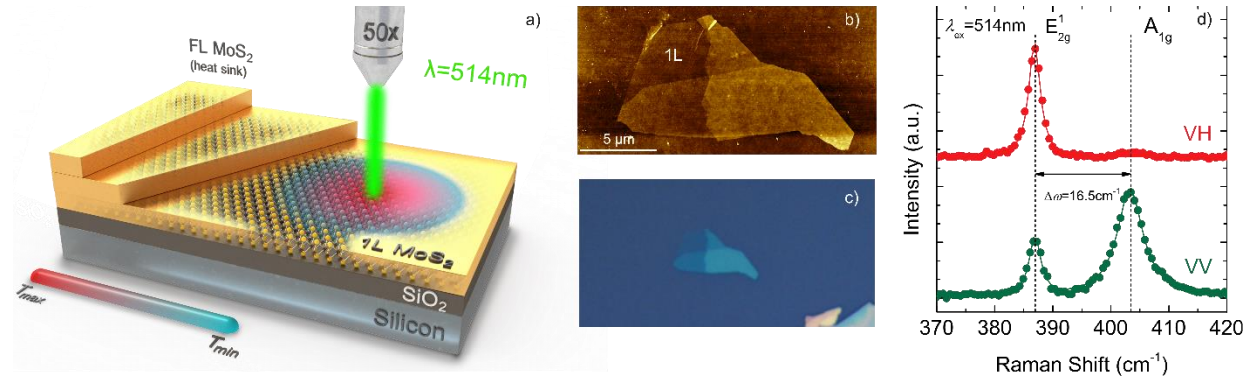 a)
FL MoS₂
(heat sink)
50x
λ=514nm
1L MoS₂
SiO₂
Silicon
Tmax
Tmin
b)
1L
5 μm
c)
d)
λex=514nm
E¹2g
A1g
VH
Δω=16.5cm⁻¹
VV
Intensity (a.u.)
370 380 390 400 410 420
Raman Shift (cm⁻¹)